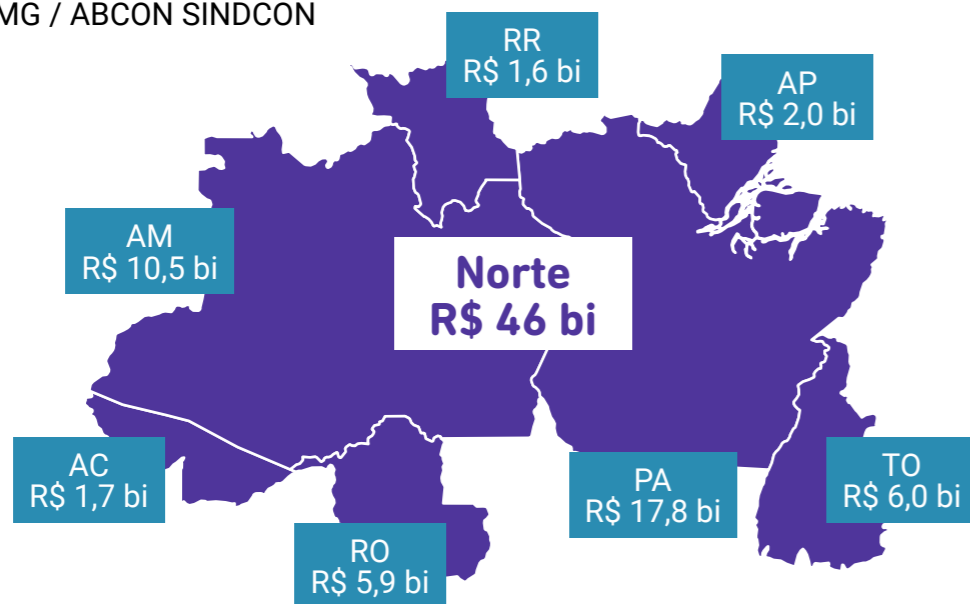 MG / ABCON SINDCON
RR
R$ 1,6 bi
AP
R$ 2,0 bi
AM
R$ 10,5 bi
Norte
R$ 46 bi
AC
R$ 1,7 bi
PA
R$ 17,8 bi
TO
R$ 6,0 bi
RO
R$ 5,9 bi